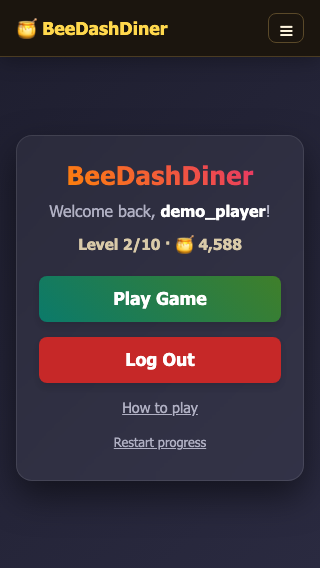 🍯 BeeDashDiner
BeeDashDiner
Welcome back, demo_player!
Level 2/10 · 🍯 4,588
Play Game
Log Out
How to play
Restart progress